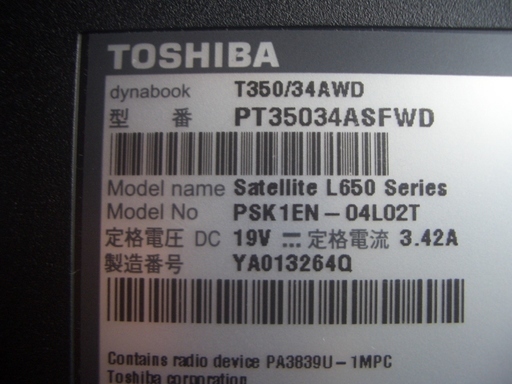 TOSHIBA
dynabook T350/34AWD
型 番 PT35034ASFWD
Model name Satellite L650 Series
Model No PSK1EN-04L02T
定格電圧 DC 19V ⎓ 定格電流 3.42A
製造番号 YA013264Q
Contains radio device PA3839U-1MPC
Toshiba corporation